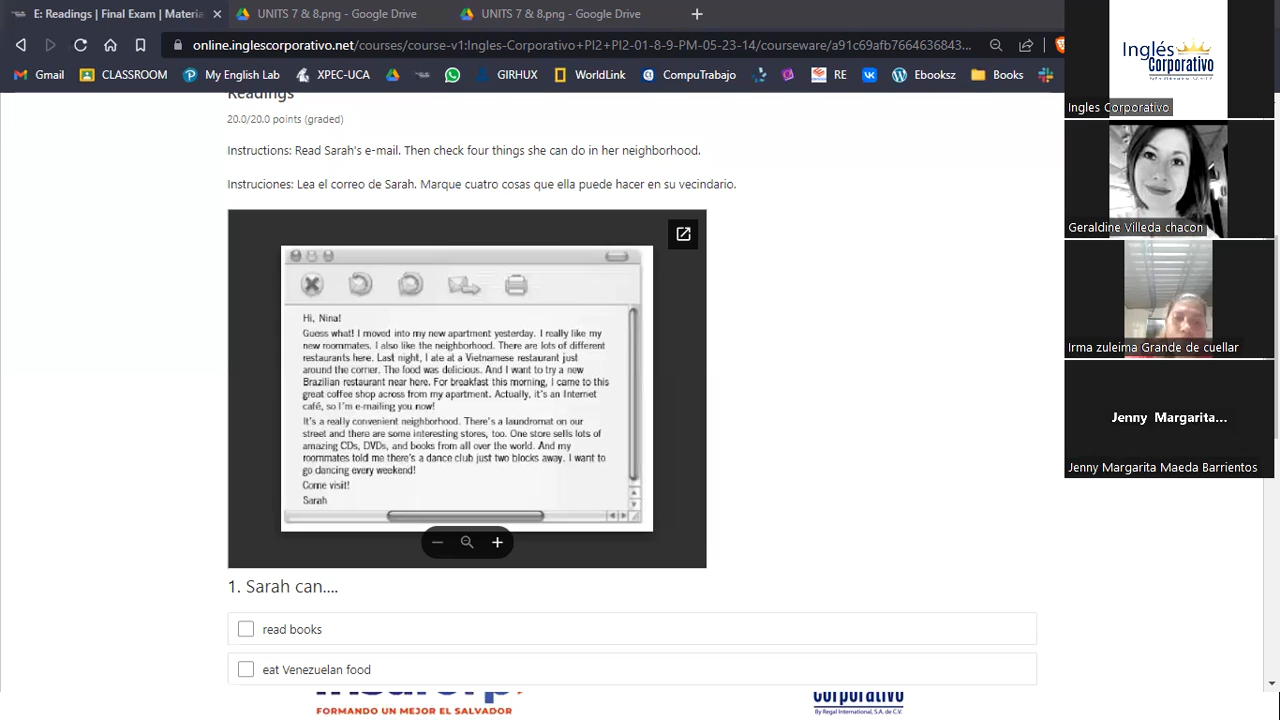 E: Readings | Final Exam | Materia
UNITS 7 & 8.png - Google Drive
UNITS 7 & 8.png - Google Drive
online.inglescorporativo.net/courses/course-v1:Ingles-Corporativo+PI2+PI2-01-8-9-PM-05-23-14/courseware/a91c69afb7664636843...
Gmail
CLASSROOM
My English Lab
XPEC-UCA
GIRHUX
WorldLink
CompuTrabajo
RE
Wordoorksz
Books
Readings
20.0/20.0 points (graded)
Instructions: Read Sarah's e-mail. Then check four things she can do in her neighborhood.
Instruciones: Lea el correo de Sarah. Marque cuatro cosas que ella puede hacer en su vecindario.
Hi, Nina!
Guess what! I moved into my new apartment yesterday. I really like my
new roommates. I also like the neighborhood. There are lots of different
restaurants here. Last night, I ate at a Vietnamese restaurant just
around the corner. The food was delicious. And I want to try a new
Brazilian restaurant near here. For breakfast this morning, I came to this
great coffee shop across from my apartment. Actually, it's an Internet
café, so I'm e-mailing you now!
It's a really convenient neighborhood. There's a laundromat on our
street and there are some interesting stores, too. One store sells lots of
amazing CDs, DVDs, and books from all over the world. And my
roommates told me there's a dance club just two blocks away. I want to
go dancing every weekend!
Come visit!
Sarah
1. Sarah can....
read books
eat Venezuelan food
FORMANDO UN MEJOR EL SALVADOR
Corporativo
By Regal International, S.A. de C.V.
Inglés
Corporativo
Ingles Corporativo
Geraldine Villeda chacon
Irma zuleima Grande de cuellar
Jenny Margarita...
Jenny Margarita Maeda Barrientos